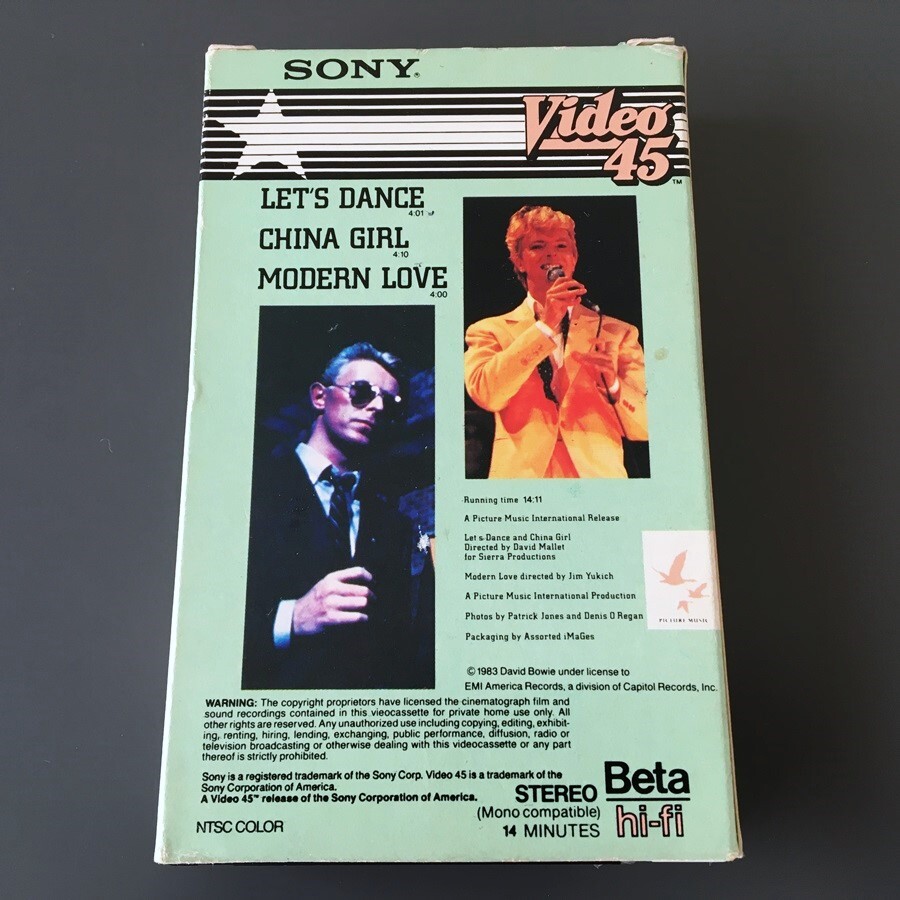 SONY®
Video
45™
LET'S DANCE
4:01
CHINA GIRL
4:10
MODERN LOVE
4:00
Running time 14:11
A Picture Music International Release
Let s Dance and China Girl
Directed by David Mallet
for Sierra Productions
Modern Love directed by Jim Yukich
A Picture Music International Production
Photos by Patrick Jones and Denis O Regan
Packaging by Assorted iMaGes
PICTURE MUSIC
©1983 David Bowie under license to
EMI America Records, a division of Capitol Records, Inc.
WARNING: The copyright proprietors have licensed the cinematograph film and
sound recordings contained in this vieocassette for private home use only. All
other rights are reserved. Any unauthorized use including copying, editing, exhibit-
ing, renting, hiring, lending, exchanging, public performance, diffusion, radio or
television broadcasting or otherwise dealing with this videocassette or any part
thereof is strictly prohibited.
Sony is a registered trademark of the Sony Corp. Video 45 is a trademark of the
Sony Corporation of America.
A Video 45™ release of the Sony Corporation of America.
STEREO
(Mono compatible)
14 MINUTES
Beta
hi-fi
NTSC COLOR